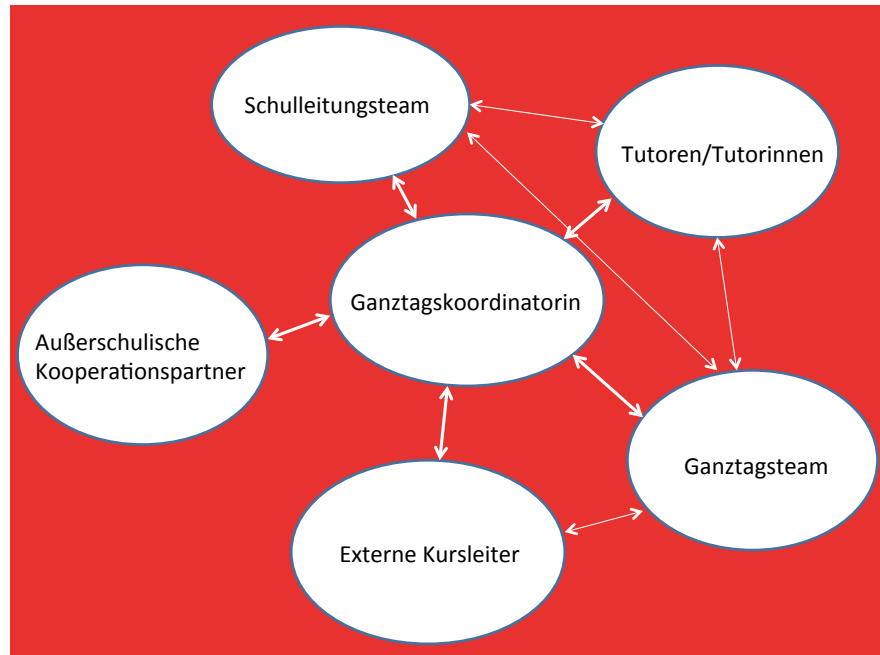 Schulleitungsteam
Tutoren/Tutorinnen
Ganztagskoordinatorin
Außerschulische
Kooperationspartner
Ganztagsteam
Externe Kursleiter